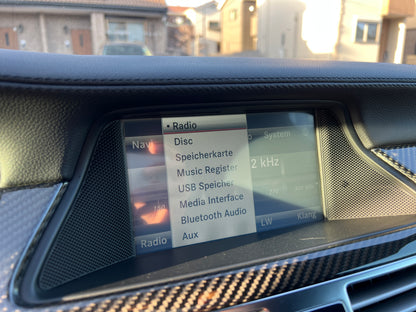 Navi
System
• Radio
Disc
Speicherkarte
Music Register
USB Speicher
Media Interface
Bluetooth Audio
Aux
2 kHz
Radio
LW
Klang